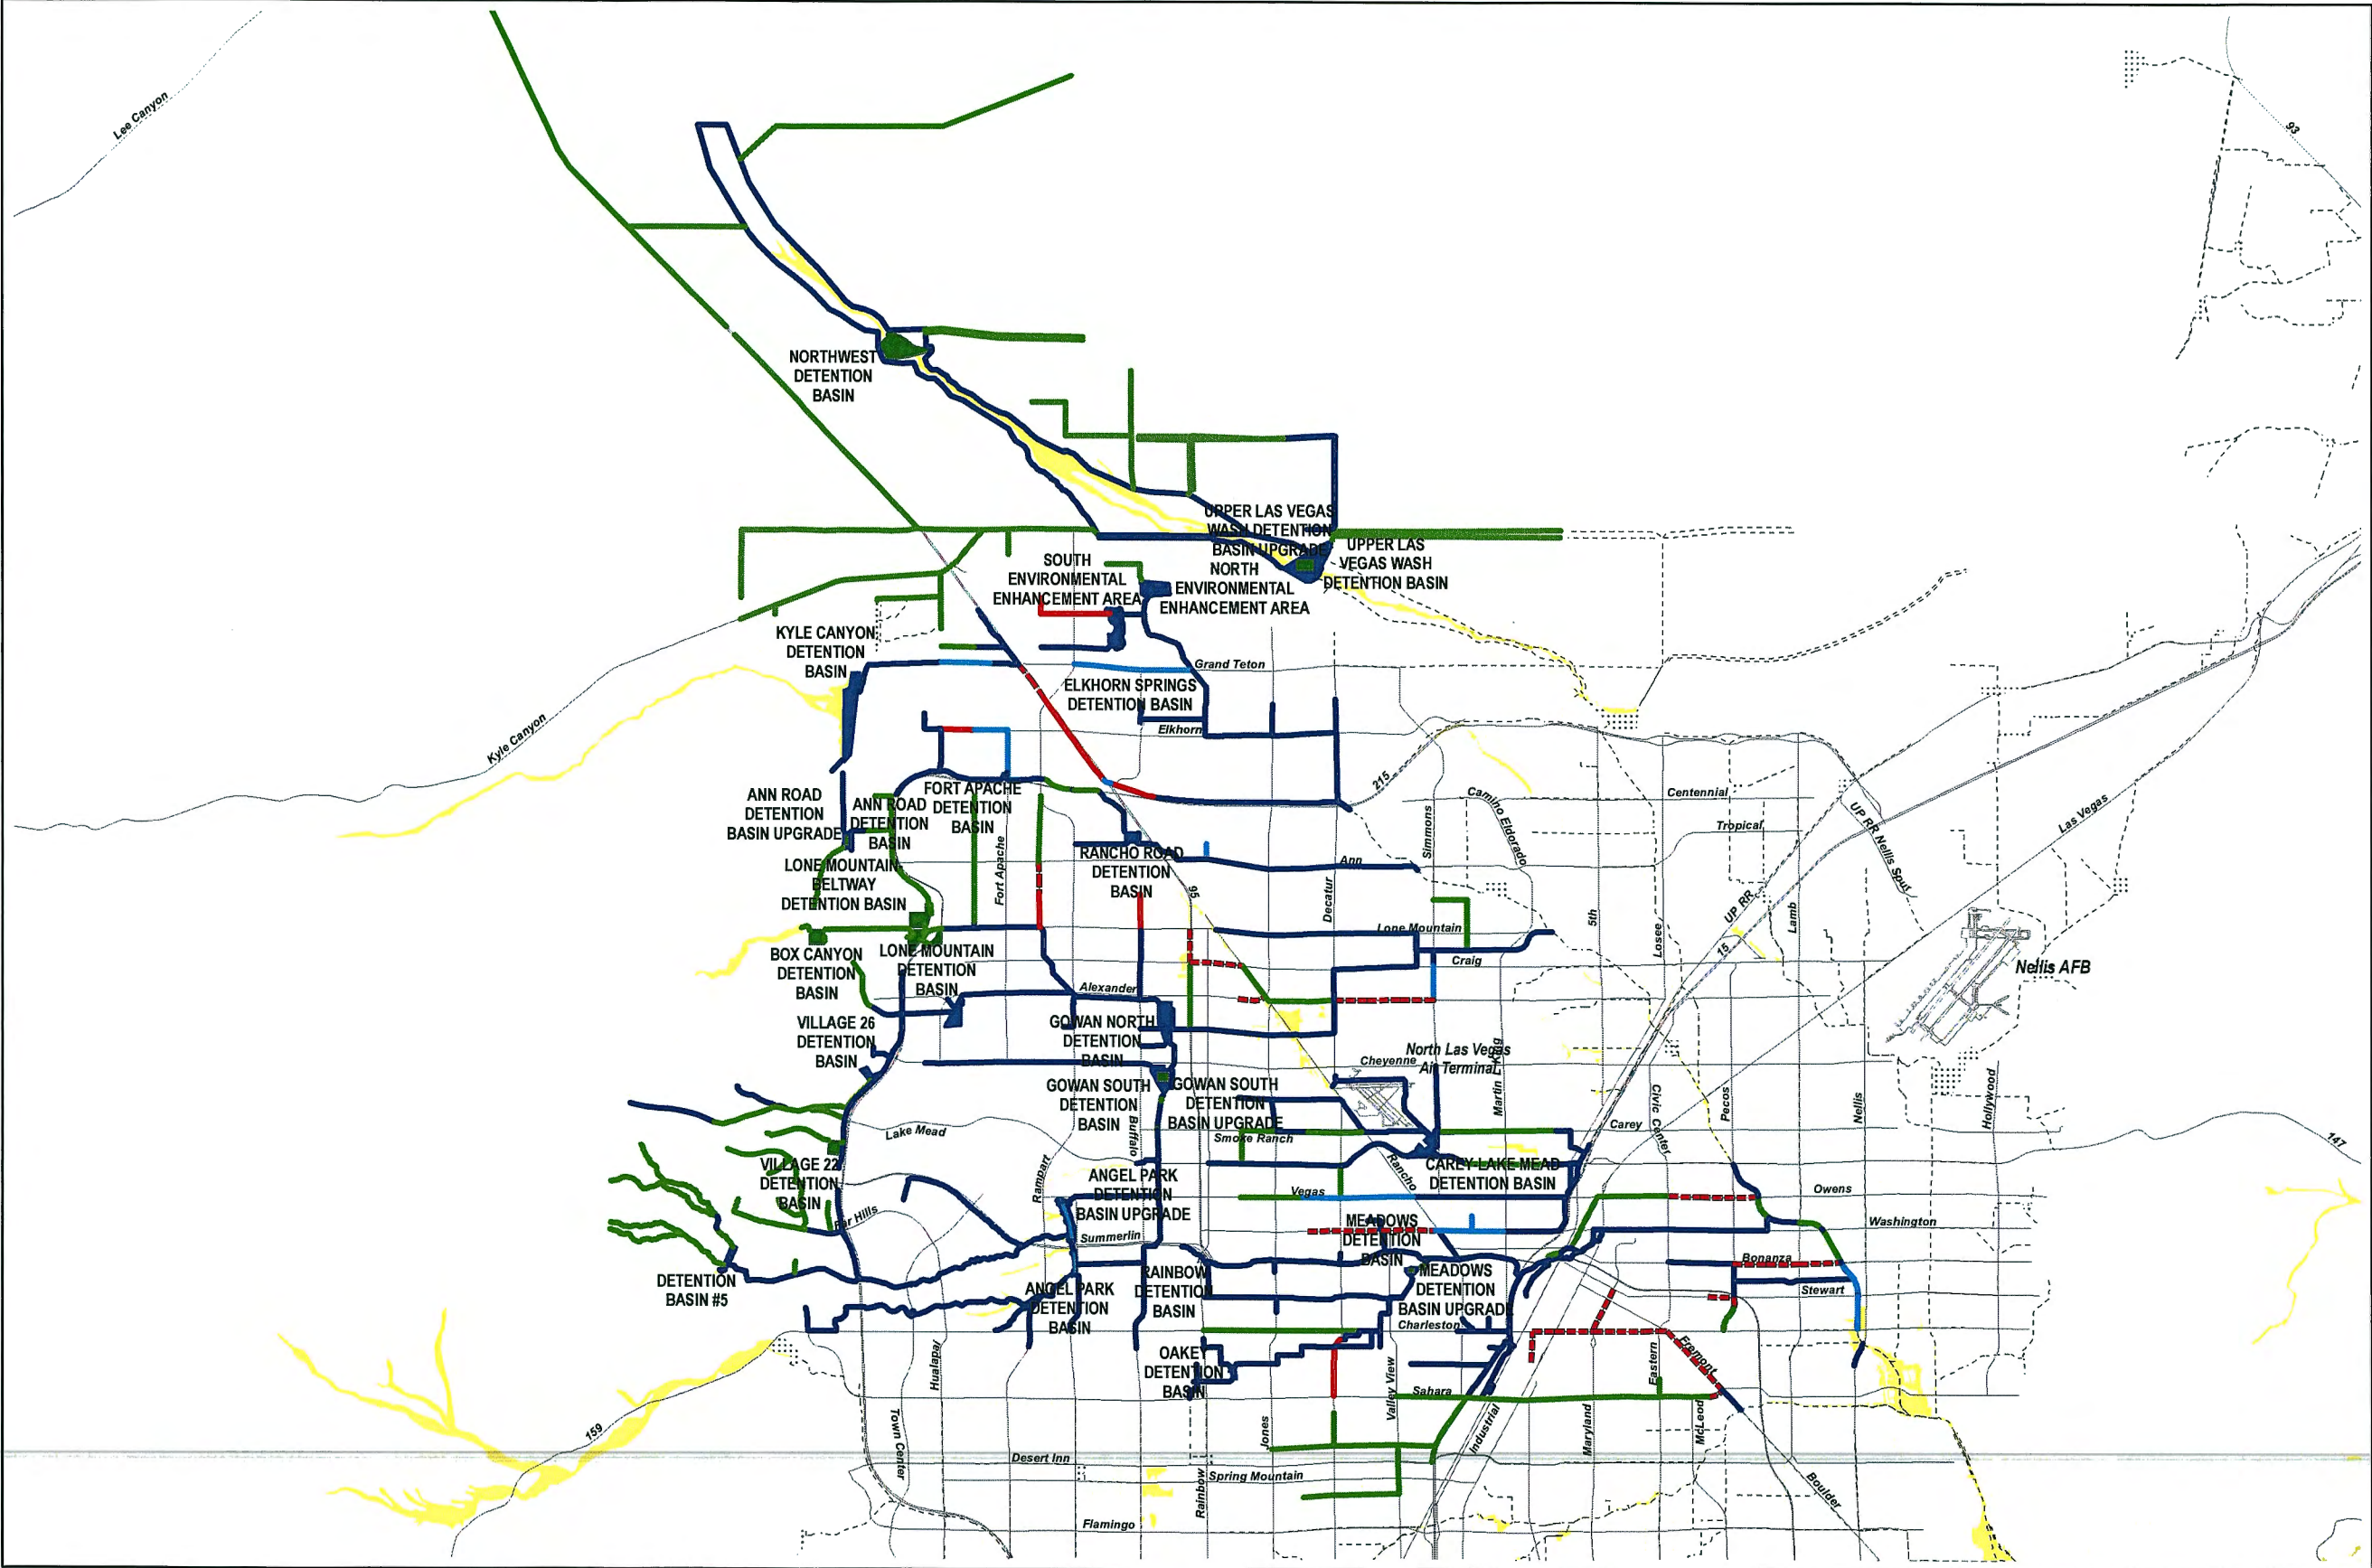 Lee Canyon
93
NORTHWEST
DETENTION
BASIN
UPPER LAS VEGAS
WASH DETENTION
BASIN UPGRADE
UPPER LAS
VEGAS WASH
DETENTION BASIN
SOUTH
ENVIRONMENTAL
ENHANCEMENT AREA
NORTH
ENVIRONMENTAL
ENHANCEMENT AREA
KYLE CANYON
DETENTION
BASIN
Grand Teton
ELKHORN SPRINGS
DETENTION BASIN
Elkhorn
Kyle Canyon
215
ANN ROAD
DETENTION
BASIN UPGRADE
ANN ROAD
DETENTION
BASIN
FORT APACHE
DETENTION
BASIN
Centennial
Camino Eldorado
Simmons
Tropical
UP RR Nellis Spur
Las Vegas
LONE MOUNTAIN-
BELTWAY
DETENTION BASIN
Fort Apache
RANCHO ROAD
DETENTION
BASIN
Ann
95
Decatur
Lone Mountain
5th
Losee
UP RR
15
Lamb
Craig
BOX CANYON
DETENTION
BASIN
LONE MOUNTAIN
DETENTION
BASIN
Alexander
Nellis AFB
VILLAGE 26
DETENTION
BASIN
GOWAN NORTH
DETENTION
BASIN
Cheyenne
North Las Vegas
Air Terminal
Martin L King
GOWAN SOUTH
DETENTION
BASIN
GOWAN SOUTH
DETENTION
BASIN UPGRADE
Buffalo
Civic Center
Pecos
Nellis
Hollywood
Lake Mead
Smoke Ranch
Carey
147
VILLAGE 22
DETENTION
BASIN
Rampart
ANGEL PARK
DETENTION
BASIN UPGRADE
Vegas
Rancho
CAREY-LAKE MEAD
DETENTION BASIN
Owens
Far Hills
Summerlin
MEADOWS
DETENTION
BASIN
Washington
Bonanza
DETENTION
BASIN #5
ANGEL PARK
DETENTION
BASIN
RAINBOW
DETENTION
BASIN
MEADOWS
DETENTION
BASIN UPGRADE
Stewart
Charleston
OAKEY
DETENTION
BASIN
Hualapai
Fremont
Eastern
Valley View
Sahara
159
Town Center
Jones
Industrial
Maryland
McLeod
Desert Inn
Rainbow
Spring Mountain
Boulder
Flamingo